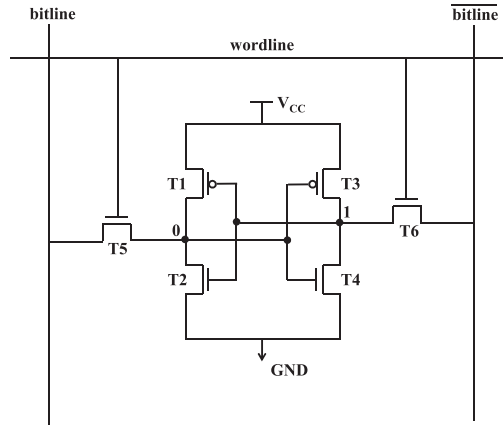 bitline
bitline
wordline
V_CC
T1
T3
0
1
T5
T6
T2
T4
GND